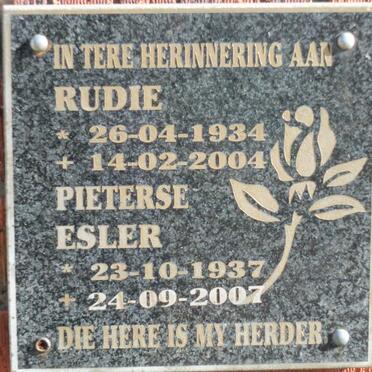 IN TERE HERINNERING AAN
RUDIE
* 26-04-1934
+ 14-02-2004
PIETERSE
ESLER
* 23-10-1937
+ 24-09-2007
DIE HERE IS MY HERDER